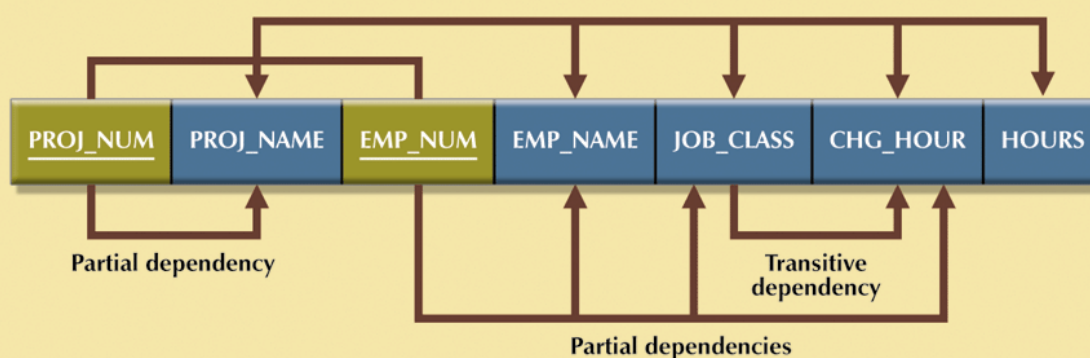 PROJ_NUM PROJ_NAME EMP_NUM EMP_NAME JOB_CLASS CHG_HOUR HOURS
Partial dependency
Transitive
dependency
Partial dependencies